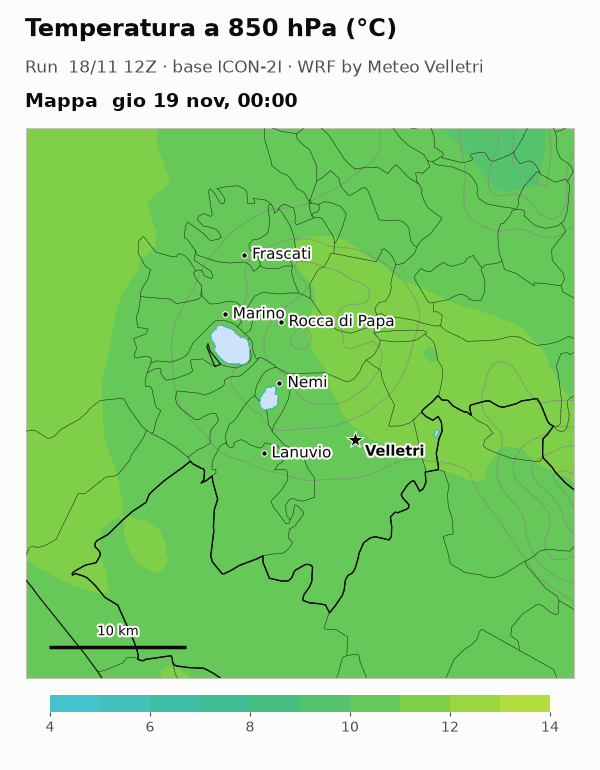 Temperatura a 850 hPa (°C)
Run  18/11 12Z · base ICON-2I · WRF by Meteo Velletri
Mappa  gio 19 nov, 00:00
Frascati
Marino
Rocca di Papa
Nemi
Velletri
Lanuvio
10 km
4 6 8 10 12 14